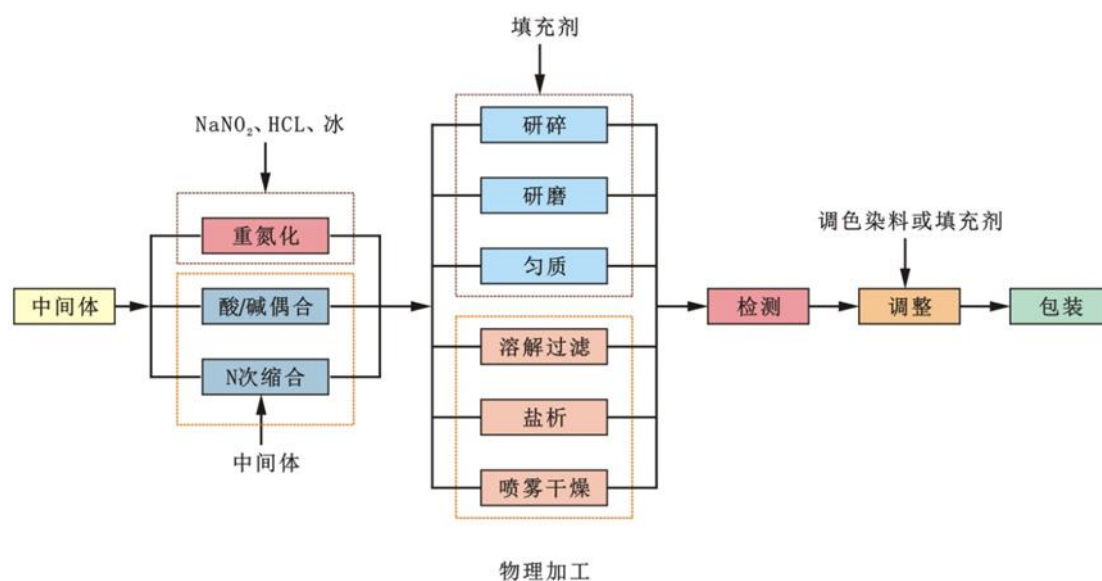 填充剂
NaNO₂、HCL、冰
研碎
研磨
重氮化
匀质
调色染料或填充剂
中间体
酸/碱偶合
检测
调整
包装
溶解过滤
N次缩合
盐析
中间体
喷雾干燥
物理加工